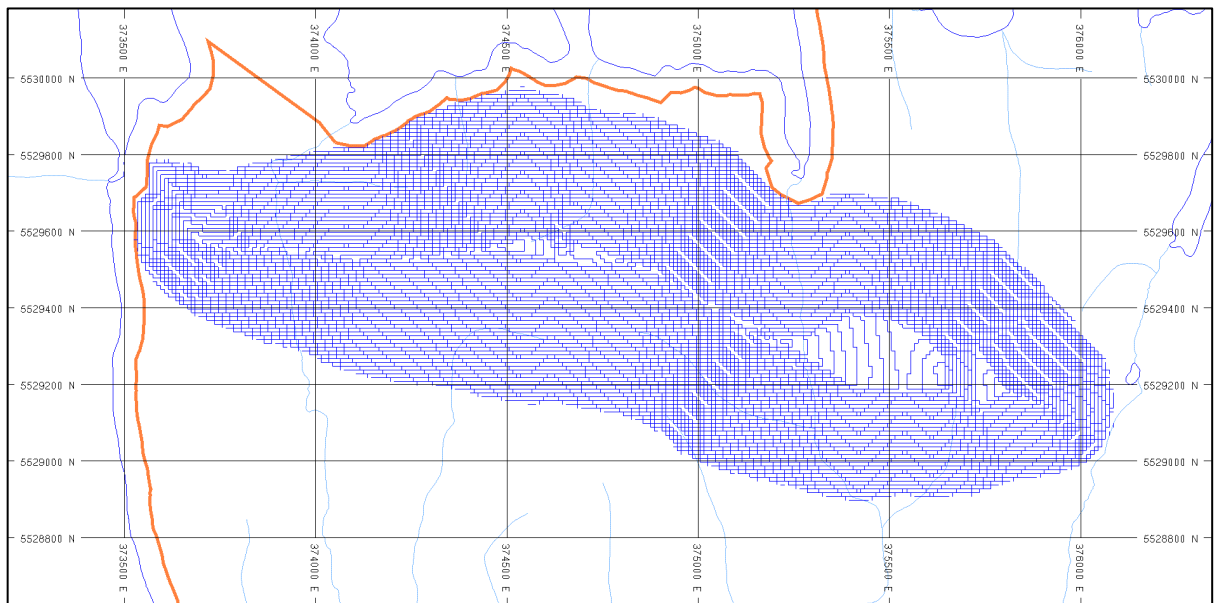 373500 E
374000 E
374500 E
375000 E
375500 E
376000 E
5530000 N
5530000 N
5529800 N
5529800 N
5529600 N
5529600 N
5529400 N
5529400 N
5529200 N
5529200 N
5529000 N
5529000 N
5528800 N
5528800 N
373500 E
374000 E
374500 E
375000 E
375500 E
376000 E